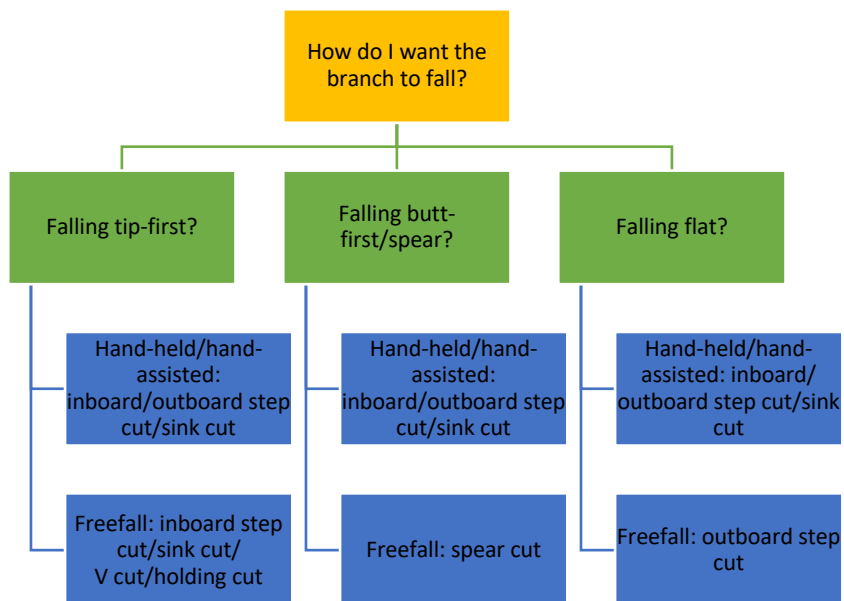 How do I want the
branch to fall?
Falling tip-first?
Falling butt-
first/spear?
Falling flat?
Hand-held/hand-
assisted:
inboard/outboard step
cut/sink cut
Hand-held/hand-
assisted:
inboard/outboard step
cut/sink cut
Hand-held/hand-
assisted: inboard/
outboard step cut/sink
cut
Freefall: inboard step
cut/sink cut/
V cut/holding cut
Freefall: spear cut
Freefall: outboard step
cut